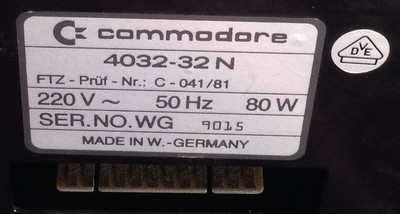 commodore
4032-32 N
FTZ - Prüf - Nr.: C - 041/81
220 V ~ 50 Hz 80 W
SER.NO.WG 9015
MADE IN W.-GERMANY
DVE